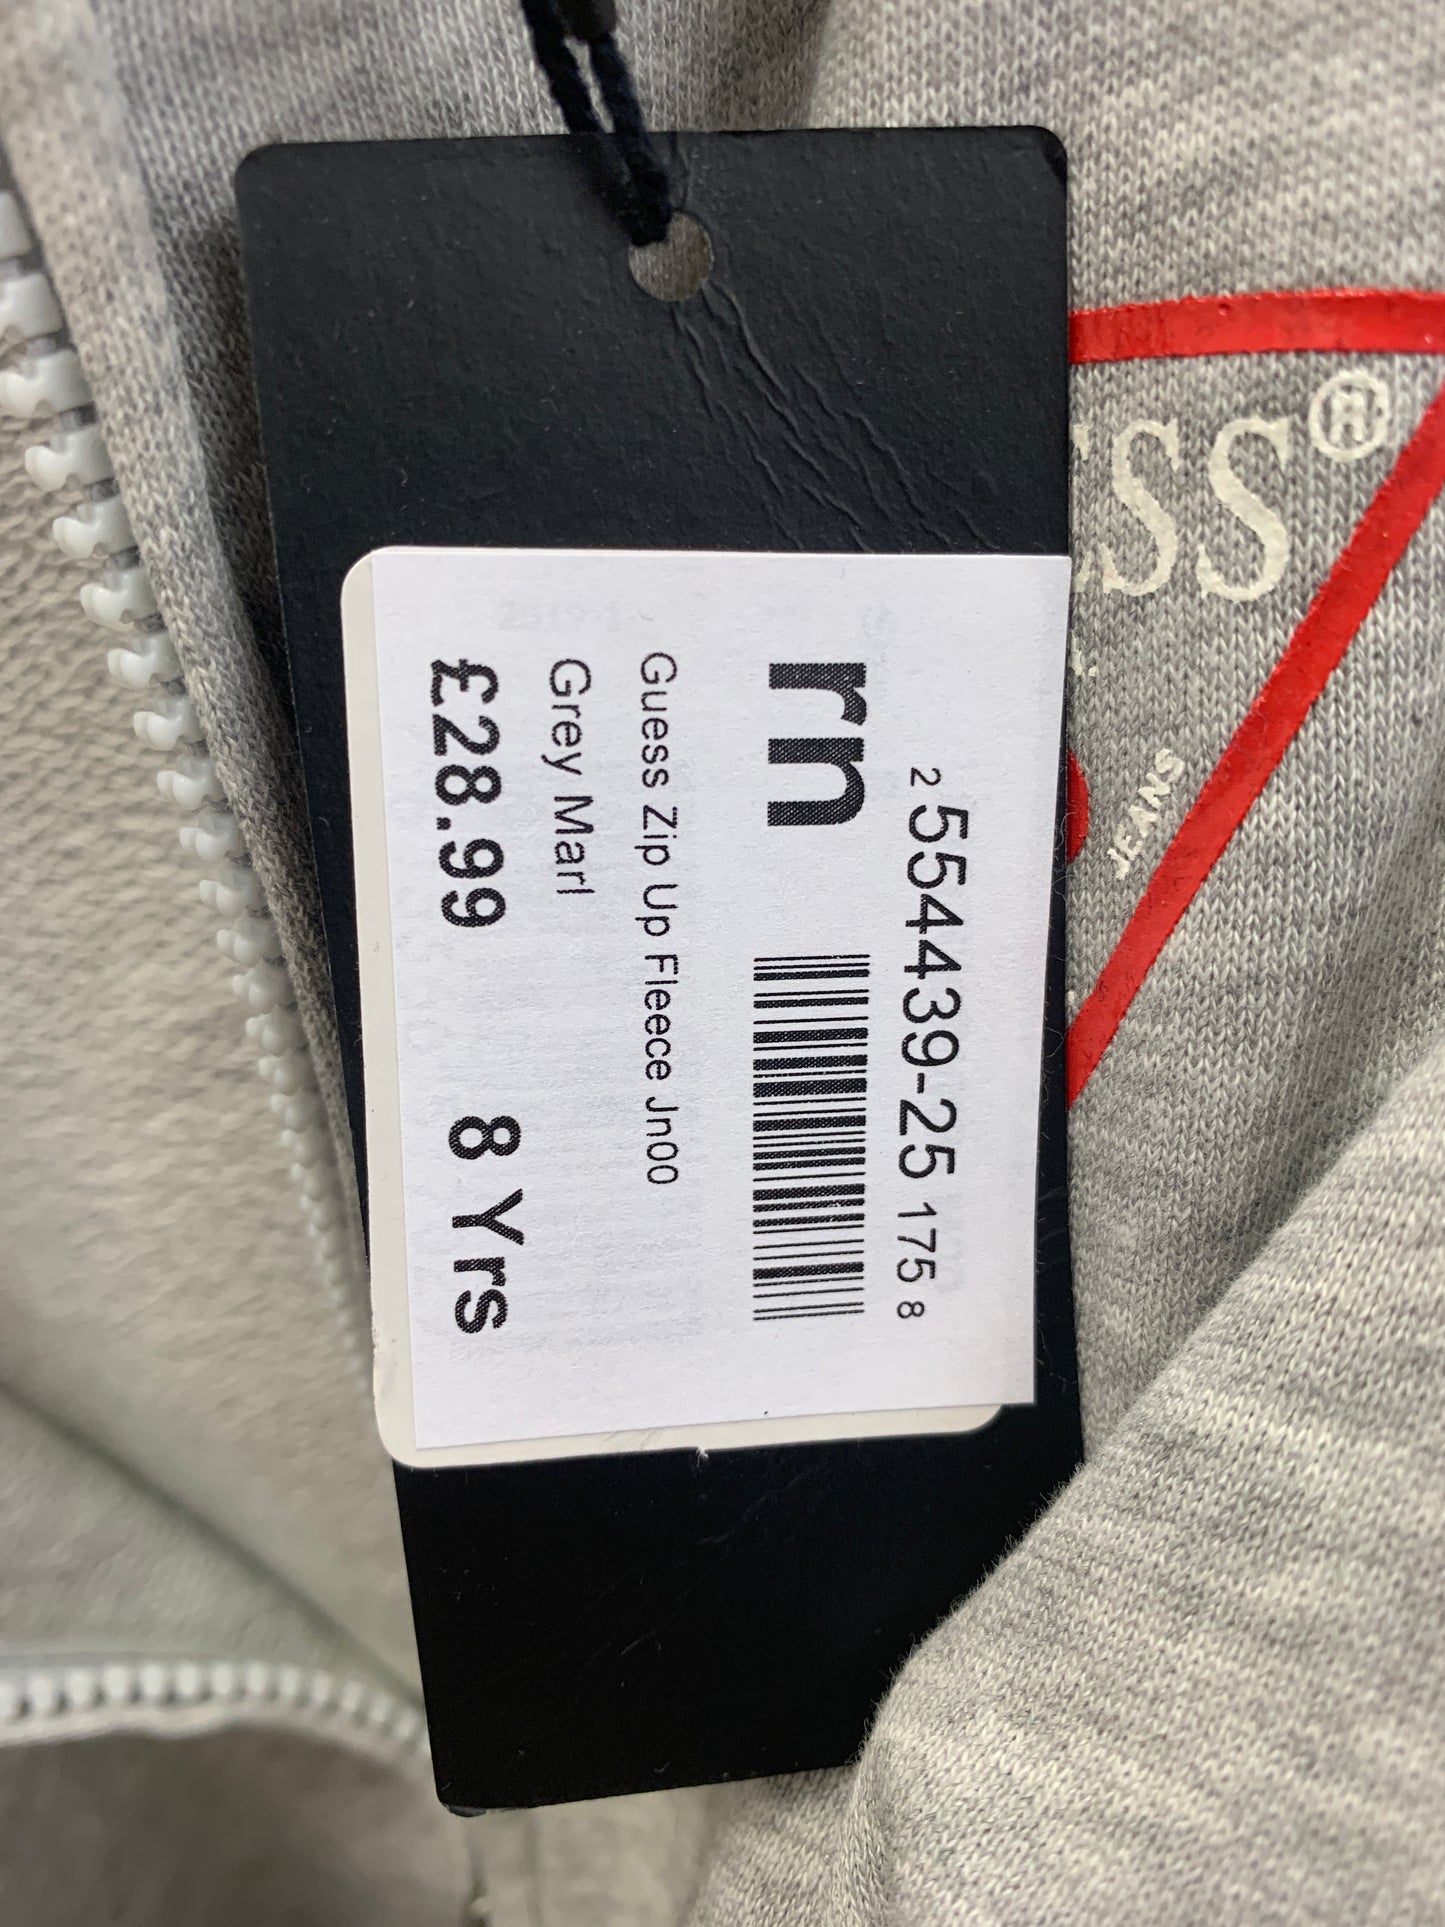 2 554439-25 175 8
rn
Guess Zip Up Fleece Jn00
Grey Marl
£28.99 8 Yrs
ESS®
JEANS